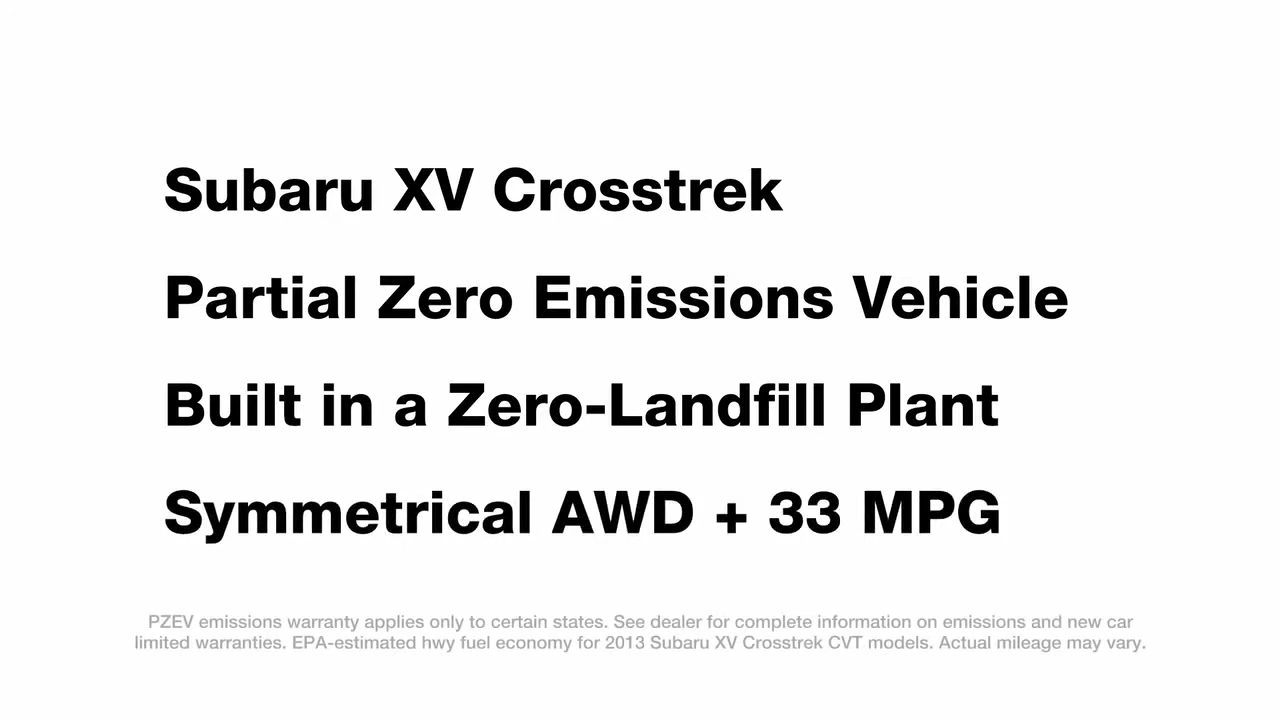 Subaru XV Crosstrek
Partial Zero Emissions Vehicle
Built in a Zero-Landfill Plant
Symmetrical AWD + 33 MPG
PZEV emissions warranty applies only to certain states. See dealer for complete information on emissions and new car
limited warranties. EPA-estimated hwy fuel economy for 2013 Subaru XV Crosstrek CVT models. Actual mileage may vary.